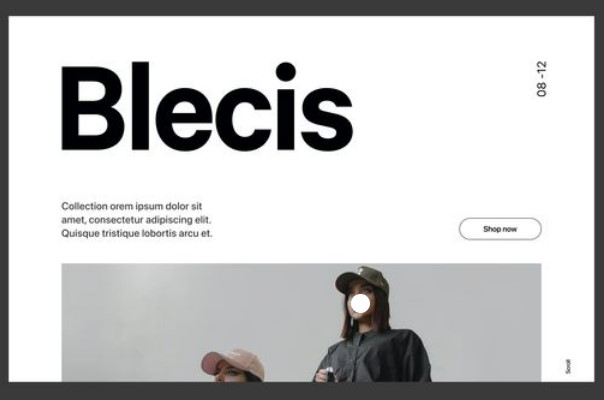 Blecis
08 -12
Collection orem ipsum dolor sit
amet, consectetur adipiscing elit.
Quisque tristique lobortis arcu et.
Shop now
Scroll